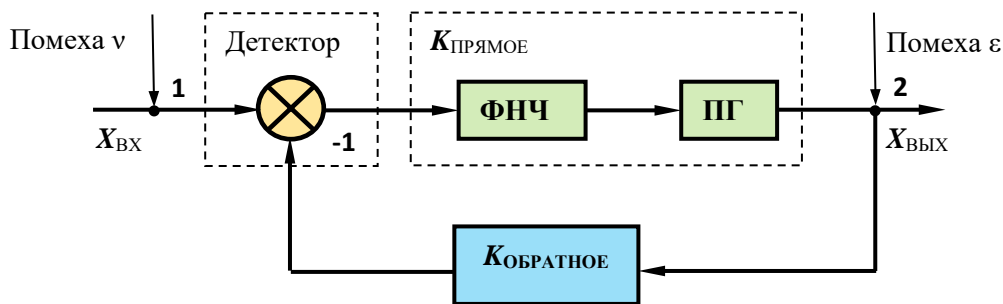 Помеха ν
Детектор
KПРЯМОЕ
Помеха ε
1
2
ФНЧ
ПГ
XВХ
-1
XВЫХ
KОБРАТНОЕ